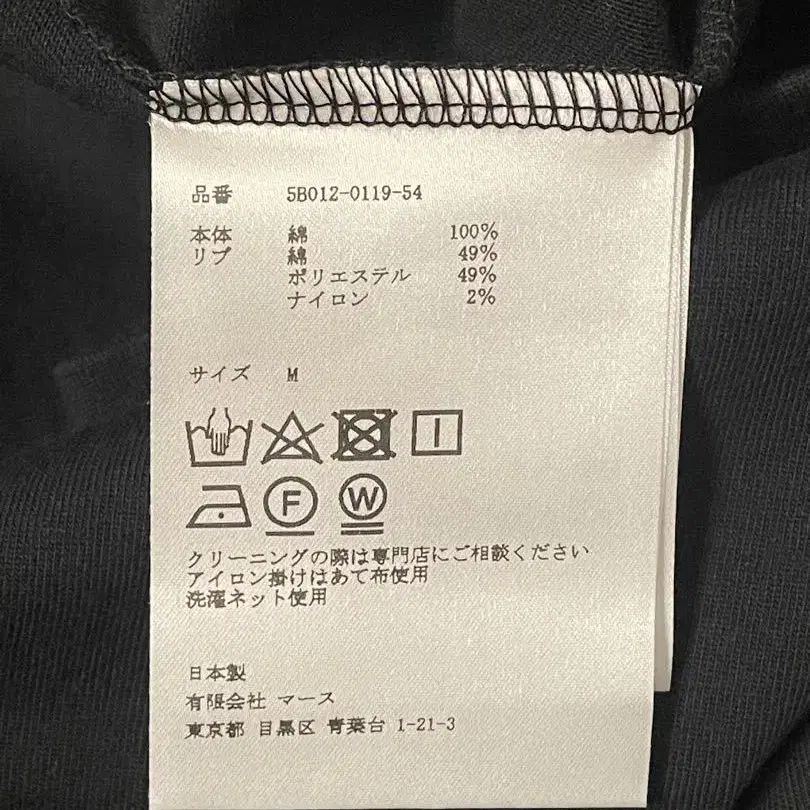 品番 5B012-0119-54
本体 綿 100%
リブ 綿 49%
ポリエステル 49%
ナイロン 2%
サイズ M
F W
クリーニングの際は専門店にご相談ください
アイロン掛けはあて布使用
洗濯ネット使用
日本製
有限会社 マース
東京都 目黒区 青葉台 1-21-3